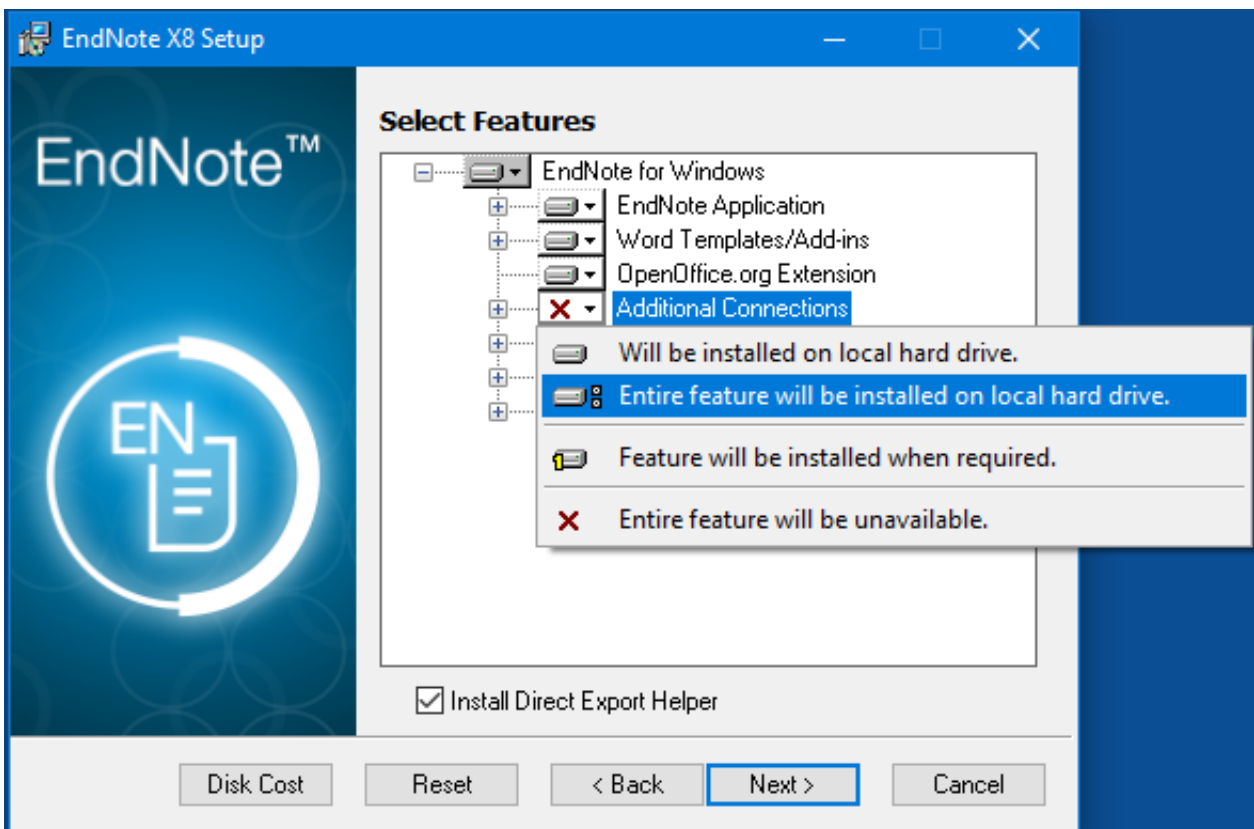 EndNote X8 Setup
EndNote™
Select Features
EndNote for Windows
EndNote Application
Word Templates/Add-ins
OpenOffice.org Extension
Additional Connections
Will be installed on local hard drive.
Entire feature will be installed on local hard drive.
Feature will be installed when required.
Entire feature will be unavailable.
EN
Install Direct Export Helper
Disk Cost
Reset
< Back
Next >
Cancel